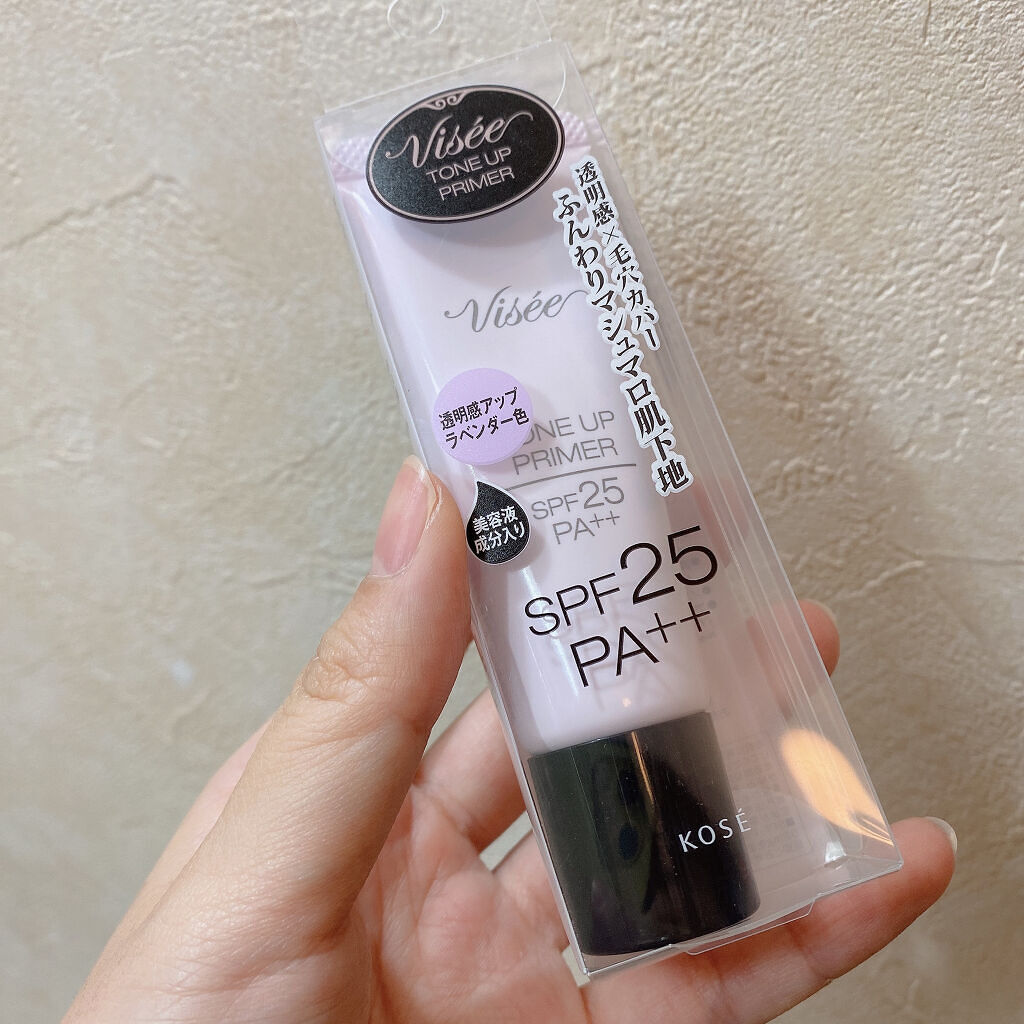 Visée
TONE UP
PRIMER
透明感×毛穴カバー
ふんわりマシュマロ肌下地
Visée
透明感アップ
ラベンダー色
TONE UP
PRIMER
SPF25
PA++
美容液
成分入り
SPF25
PA++
KOSÉ